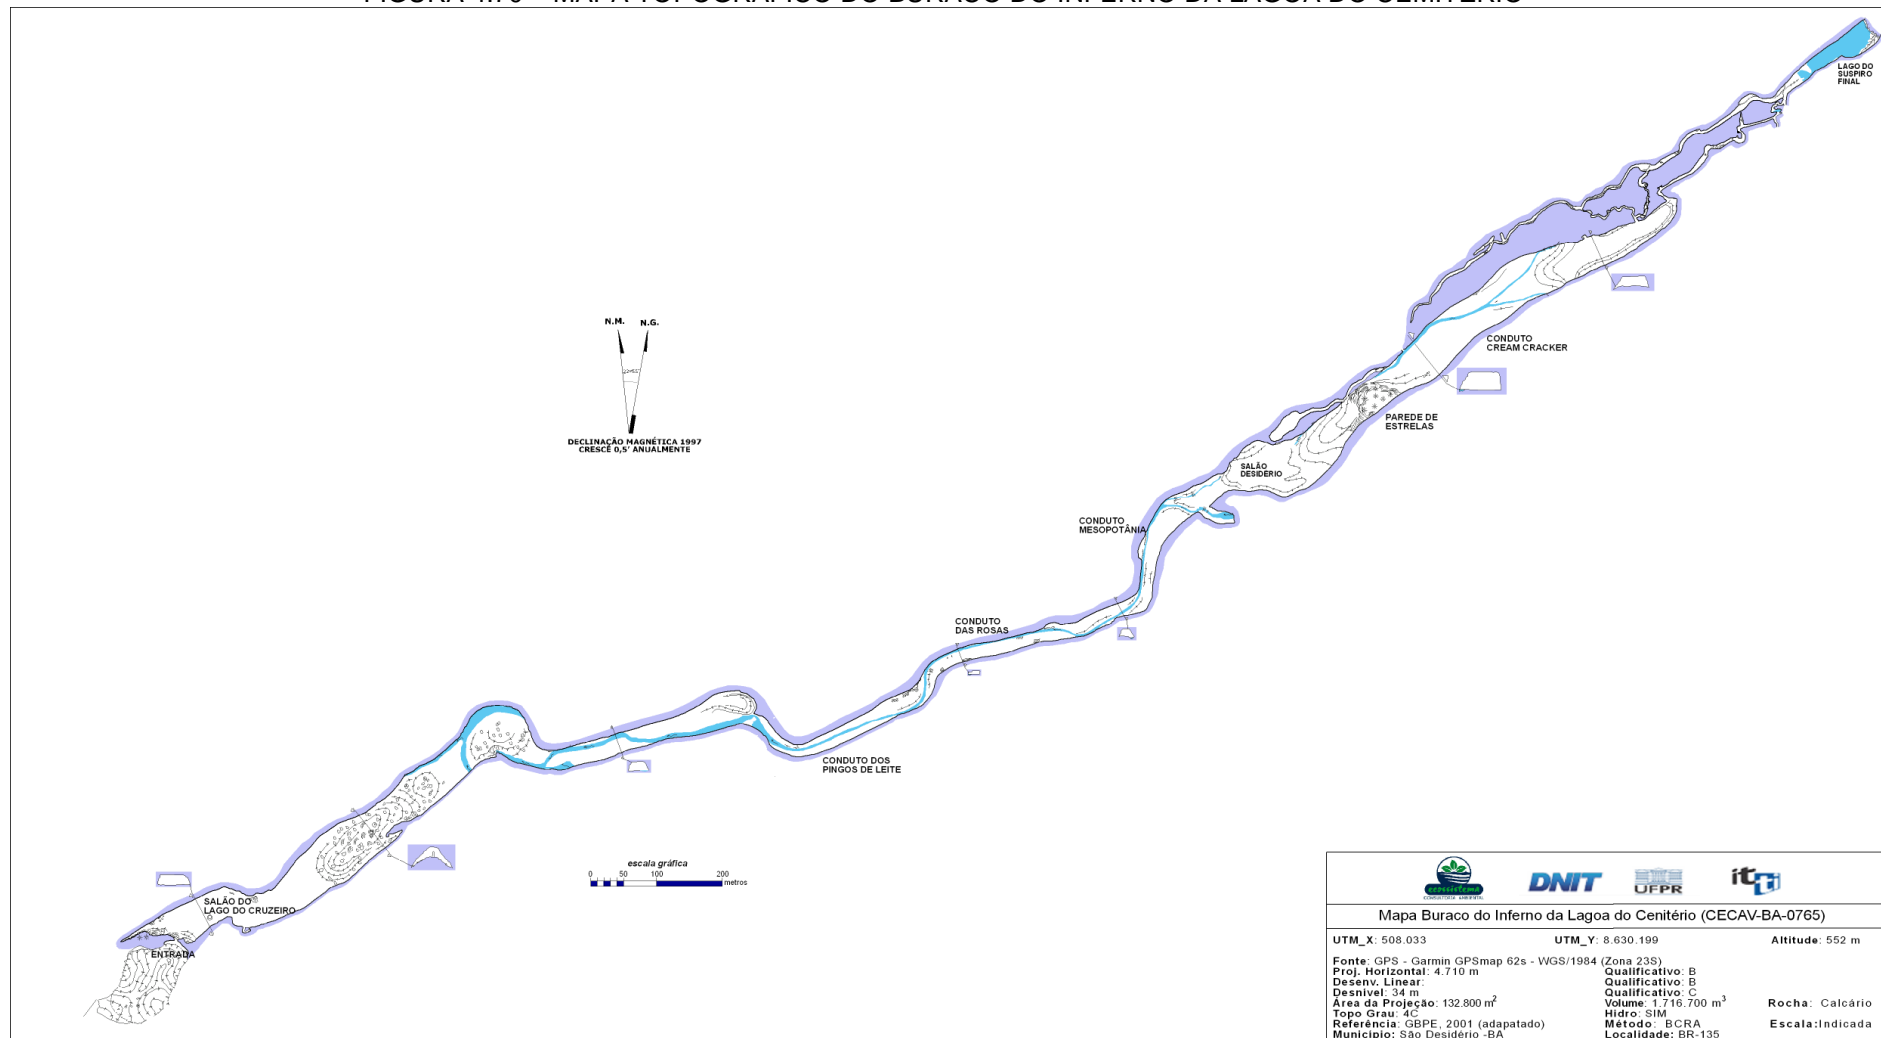 LAGO DO
SUSPIRO
FINAL
N.M. N.G.
DECLINAÇÃO MAGNÉTICA 1997
CRESCE 0,5' ANUALMENTE
CONDUTO
CREAM CRACKER
PAREDE DE
ESTRELAS
SALÃO
DESIDÉRIO
CONDUTO
MESOPOTÂNIA
CONDUTO
DAS ROSAS
CONDUTO DOS
PINGOS DE LEITE
escala gráfica
0 50 100 200
metros
SALÃO DO
LAGO DO CRUZEIRO
ENTRADA
ecossistema
CONSULTORIA AMBIENTAL
DNIT
UFPR
itti
Mapa Buraco do Inferno da Lagoa do Cenitério (CECAV-BA-0765)
UTM_X: 508.033 UTM_Y: 8.630.199 Altitude: 552 m
Fonte: GPS - Garmin GPSmap 62s - WGS/1984 (Zona 23S)
Proj. Horizontal: 4.710 m Qualificativo: B
Desenv. Linear: Qualificativo: B
Desnível: 34 m Qualificativo: C
Área da Projeção: 132.800 m² Volume: 1.716.700 m³ Rocha: Calcário
Topo Grau: 4C Hidro: SIM
Referência: GBPE, 2001 (adapatado) Método: BCRA Escala:Indicada
Município: São Desidério -BA Localidade: BR-135